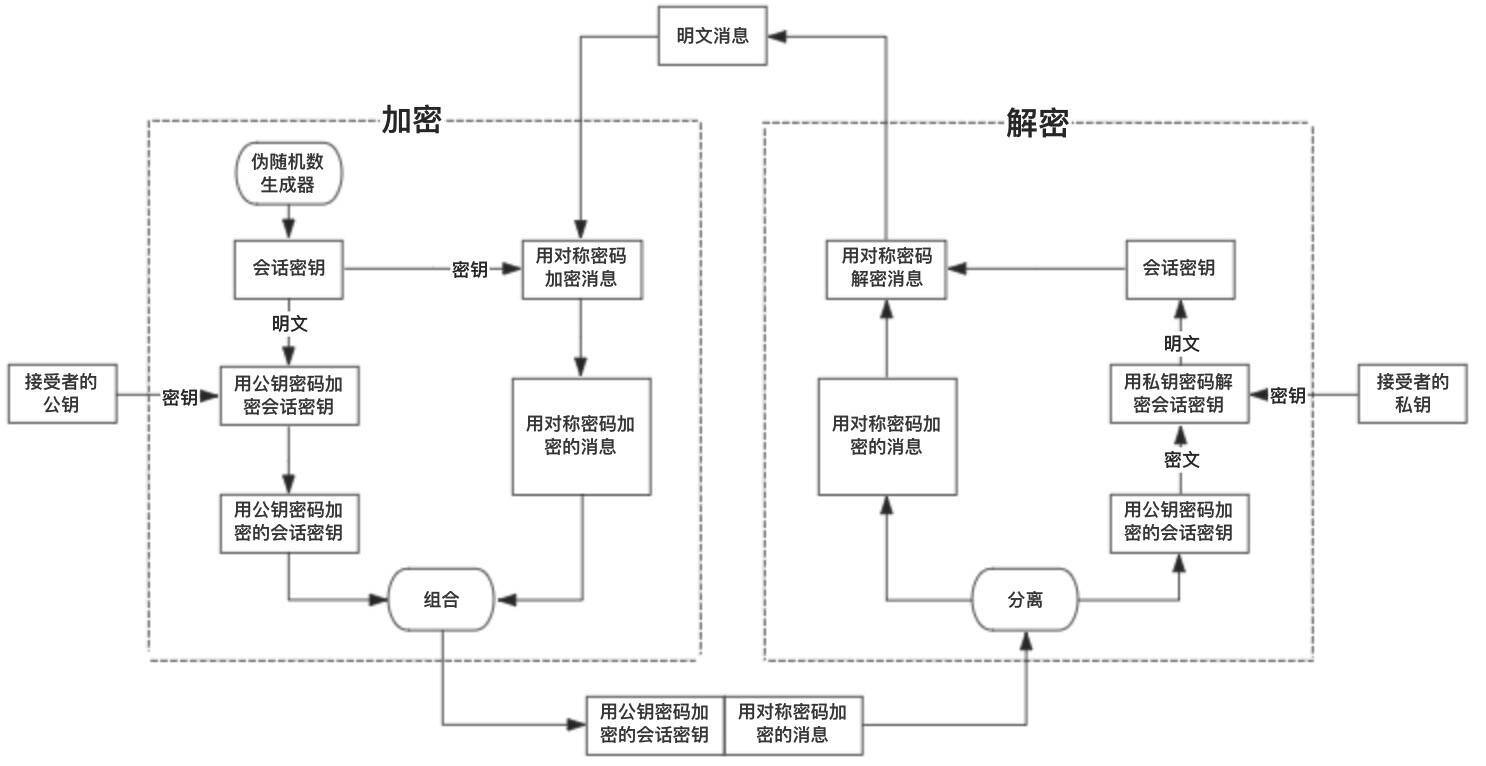 明文消息
加密
伪随机数
生成器
会话密钥
密钥
用对称密码
加密消息
明文
接受者的
公钥
密钥
用公钥密码加
密会话密钥
用对称密码加
密的消息
用公钥密码加
密的会话密钥
组合
解密
用对称密码
解密消息
会话密钥
明文
用对称密码加
密的消息
用私钥密码解
密会话密钥
密钥
接受者的
私钥
密文
用公钥密码加
密的会话密钥
分离
用公钥密码加
密的会话密钥
用对称密码加
密的消息